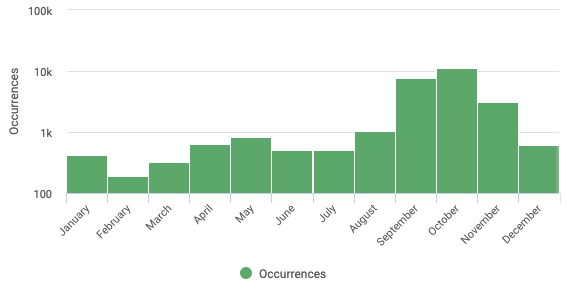 100k
10k
1k
100
Occurrences
January
February
March
April
May
June
July
August
September
October
November
December
Occurrences